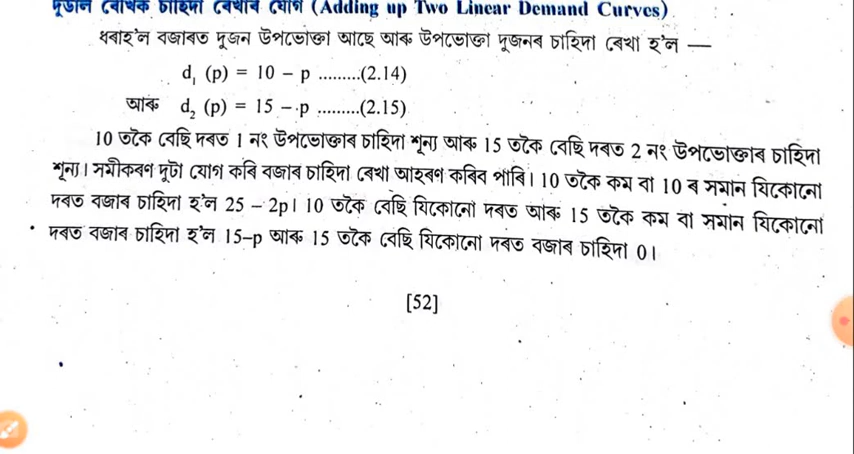 দুডাল ৰৈখিক চাহিদা ৰেখাৰ যোগ (Adding up Two Linear Demand Curves)
ধৰাহ'ল বজাৰত দুজন উপভোক্তা আছে আৰু উপভোক্তা দুজনৰ চাহিদা ৰেখা হ'ল —
d₁ (p) = 10 – p .........(2.14)
আৰু d₂ (p) = 15 – p .........(2.15)
10 তকৈ বেছি দৰত 1 নং উপভোক্তাৰ চাহিদা শূন্য আৰু 15 তকৈ বেছি দৰত 2 নং উপভোক্তাৰ চাহিদা
শূন্য। সমীকৰণ দুটা যোগ কৰি বজাৰ চাহিদা ৰেখা আহৰণ কৰিব পাৰি। 10 তকৈ কম বা 10 ৰ সমান যিকোনো
দৰত বজাৰ চাহিদা হ'ল 25 – 2p। 10 তকৈ বেছি যিকোনো দৰত আৰু 15 তকৈ কম বা সমান যিকোনো
দৰত বজাৰ চাহিদা হ'ল 15–p আৰু 15 তকৈ বেছি যিকোনো দৰত বজাৰ চাহিদা 0।
[52]